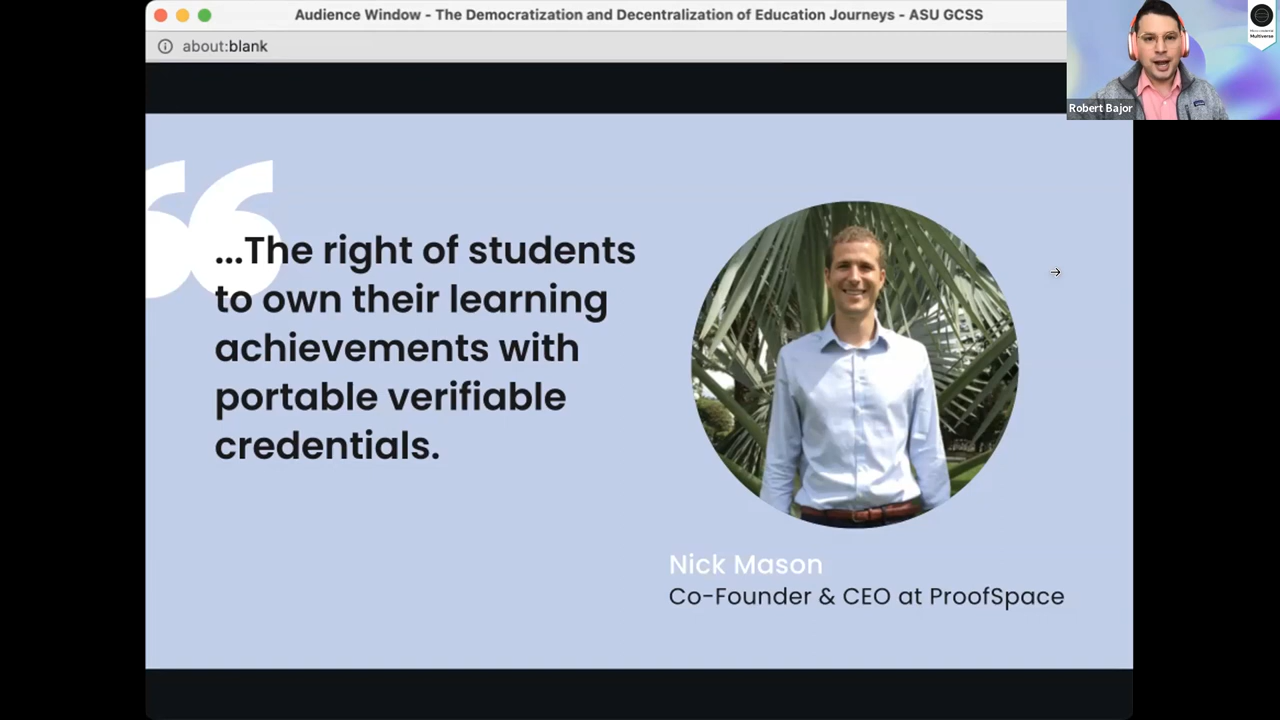 Audience Window - The Democratization and Decentralization of Education Journeys - ASU GCSS
about:blank
Multiverse
Robert Bajor
...The right of students
to own their learning
achievements with
portable verifiable
credentials.
Nick Mason
Co-Founder & CEO at ProofSpace